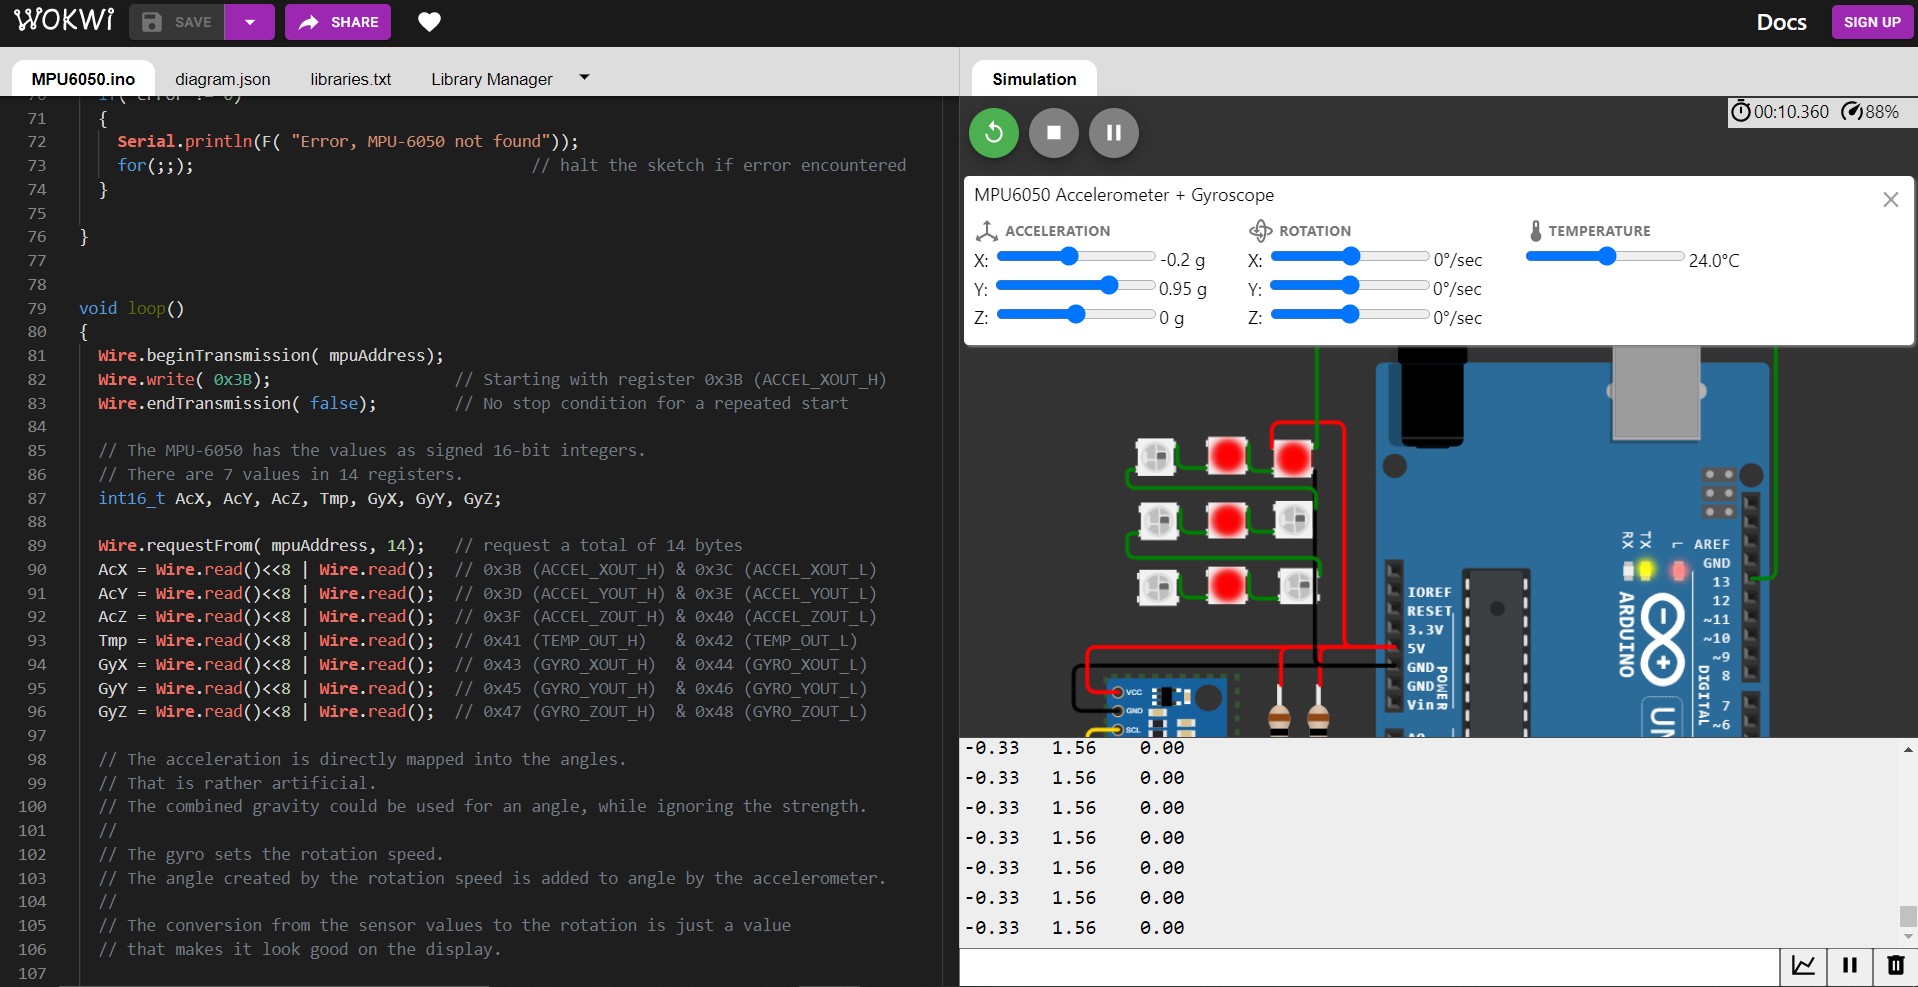 WOKWI SAVE SHARE Docs SIGN UP
MPU6050.ino diagram.json libraries.txt Library Manager
70 if( error != 0)
71 {
72 Serial.println(F( "Error, MPU-6050 not found"));
73 for(;;); // halt the sketch if error encountered
74 }
75
76 }
77
78
79 void loop()
80 {
81 Wire.beginTransmission( mpuAddress);
82 Wire.write( 0x3B); // Starting with register 0x3B (ACCEL_XOUT_H)
83 Wire.endTransmission( false); // No stop condition for a repeated start
84
85 // The MPU-6050 has the values as signed 16-bit integers.
86 // There are 7 values in 14 registers.
87 int16_t AcX, AcY, AcZ, Tmp, GyX, GyY, GyZ;
88
89 Wire.requestFrom( mpuAddress, 14); // request a total of 14 bytes
90 AcX = Wire.read()<<8 | Wire.read(); // 0x3B (ACCEL_XOUT_H) & 0x3C (ACCEL_XOUT_L)
91 AcY = Wire.read()<<8 | Wire.read(); // 0x3D (ACCEL_YOUT_H) & 0x3E (ACCEL_YOUT_L)
92 AcZ = Wire.read()<<8 | Wire.read(); // 0x3F (ACCEL_ZOUT_H) & 0x40 (ACCEL_ZOUT_L)
93 Tmp = Wire.read()<<8 | Wire.read(); // 0x41 (TEMP_OUT_H) & 0x42 (TEMP_OUT_L)
94 GyX = Wire.read()<<8 | Wire.read(); // 0x43 (GYRO_XOUT_H) & 0x44 (GYRO_XOUT_L)
95 GyY = Wire.read()<<8 | Wire.read(); // 0x45 (GYRO_YOUT_H) & 0x46 (GYRO_YOUT_L)
96 GyZ = Wire.read()<<8 | Wire.read(); // 0x47 (GYRO_ZOUT_H) & 0x48 (GYRO_ZOUT_L)
97
98 // The acceleration is directly mapped into the angles.
99 // That is rather artificial.
100 // The combined gravity could be used for an angle, while ignoring the strength.
101 //
102 // The gyro sets the rotation speed.
103 // The angle created by the rotation speed is added to angle by the accelerometer.
104 //
105 // The conversion from the sensor values to the rotation is just a value
106 // that makes it look good on the display.
107
Simulation
00:10.360 88%
MPU6050 Accelerometer + Gyroscope
ACCELERATION ROTATION TEMPERATURE
X: -0.2 g X: 0°/sec 24.0°C
Y: 0.95 g Y: 0°/sec
Z: 0 g Z: 0°/sec
RX TX L
AREF
GND
13
12
~11
~10
~9
8
7
~6
DIGITAL
ARDUINO
UN
IOREF
RESET
3.3V
5V
GND
GND
Vin
POWER
A0
VCC
GND
SCL
-0.33 1.56 0.00
-0.33 1.56 0.00
-0.33 1.56 0.00
-0.33 1.56 0.00
-0.33 1.56 0.00
-0.33 1.56 0.00
-0.33 1.56 0.00